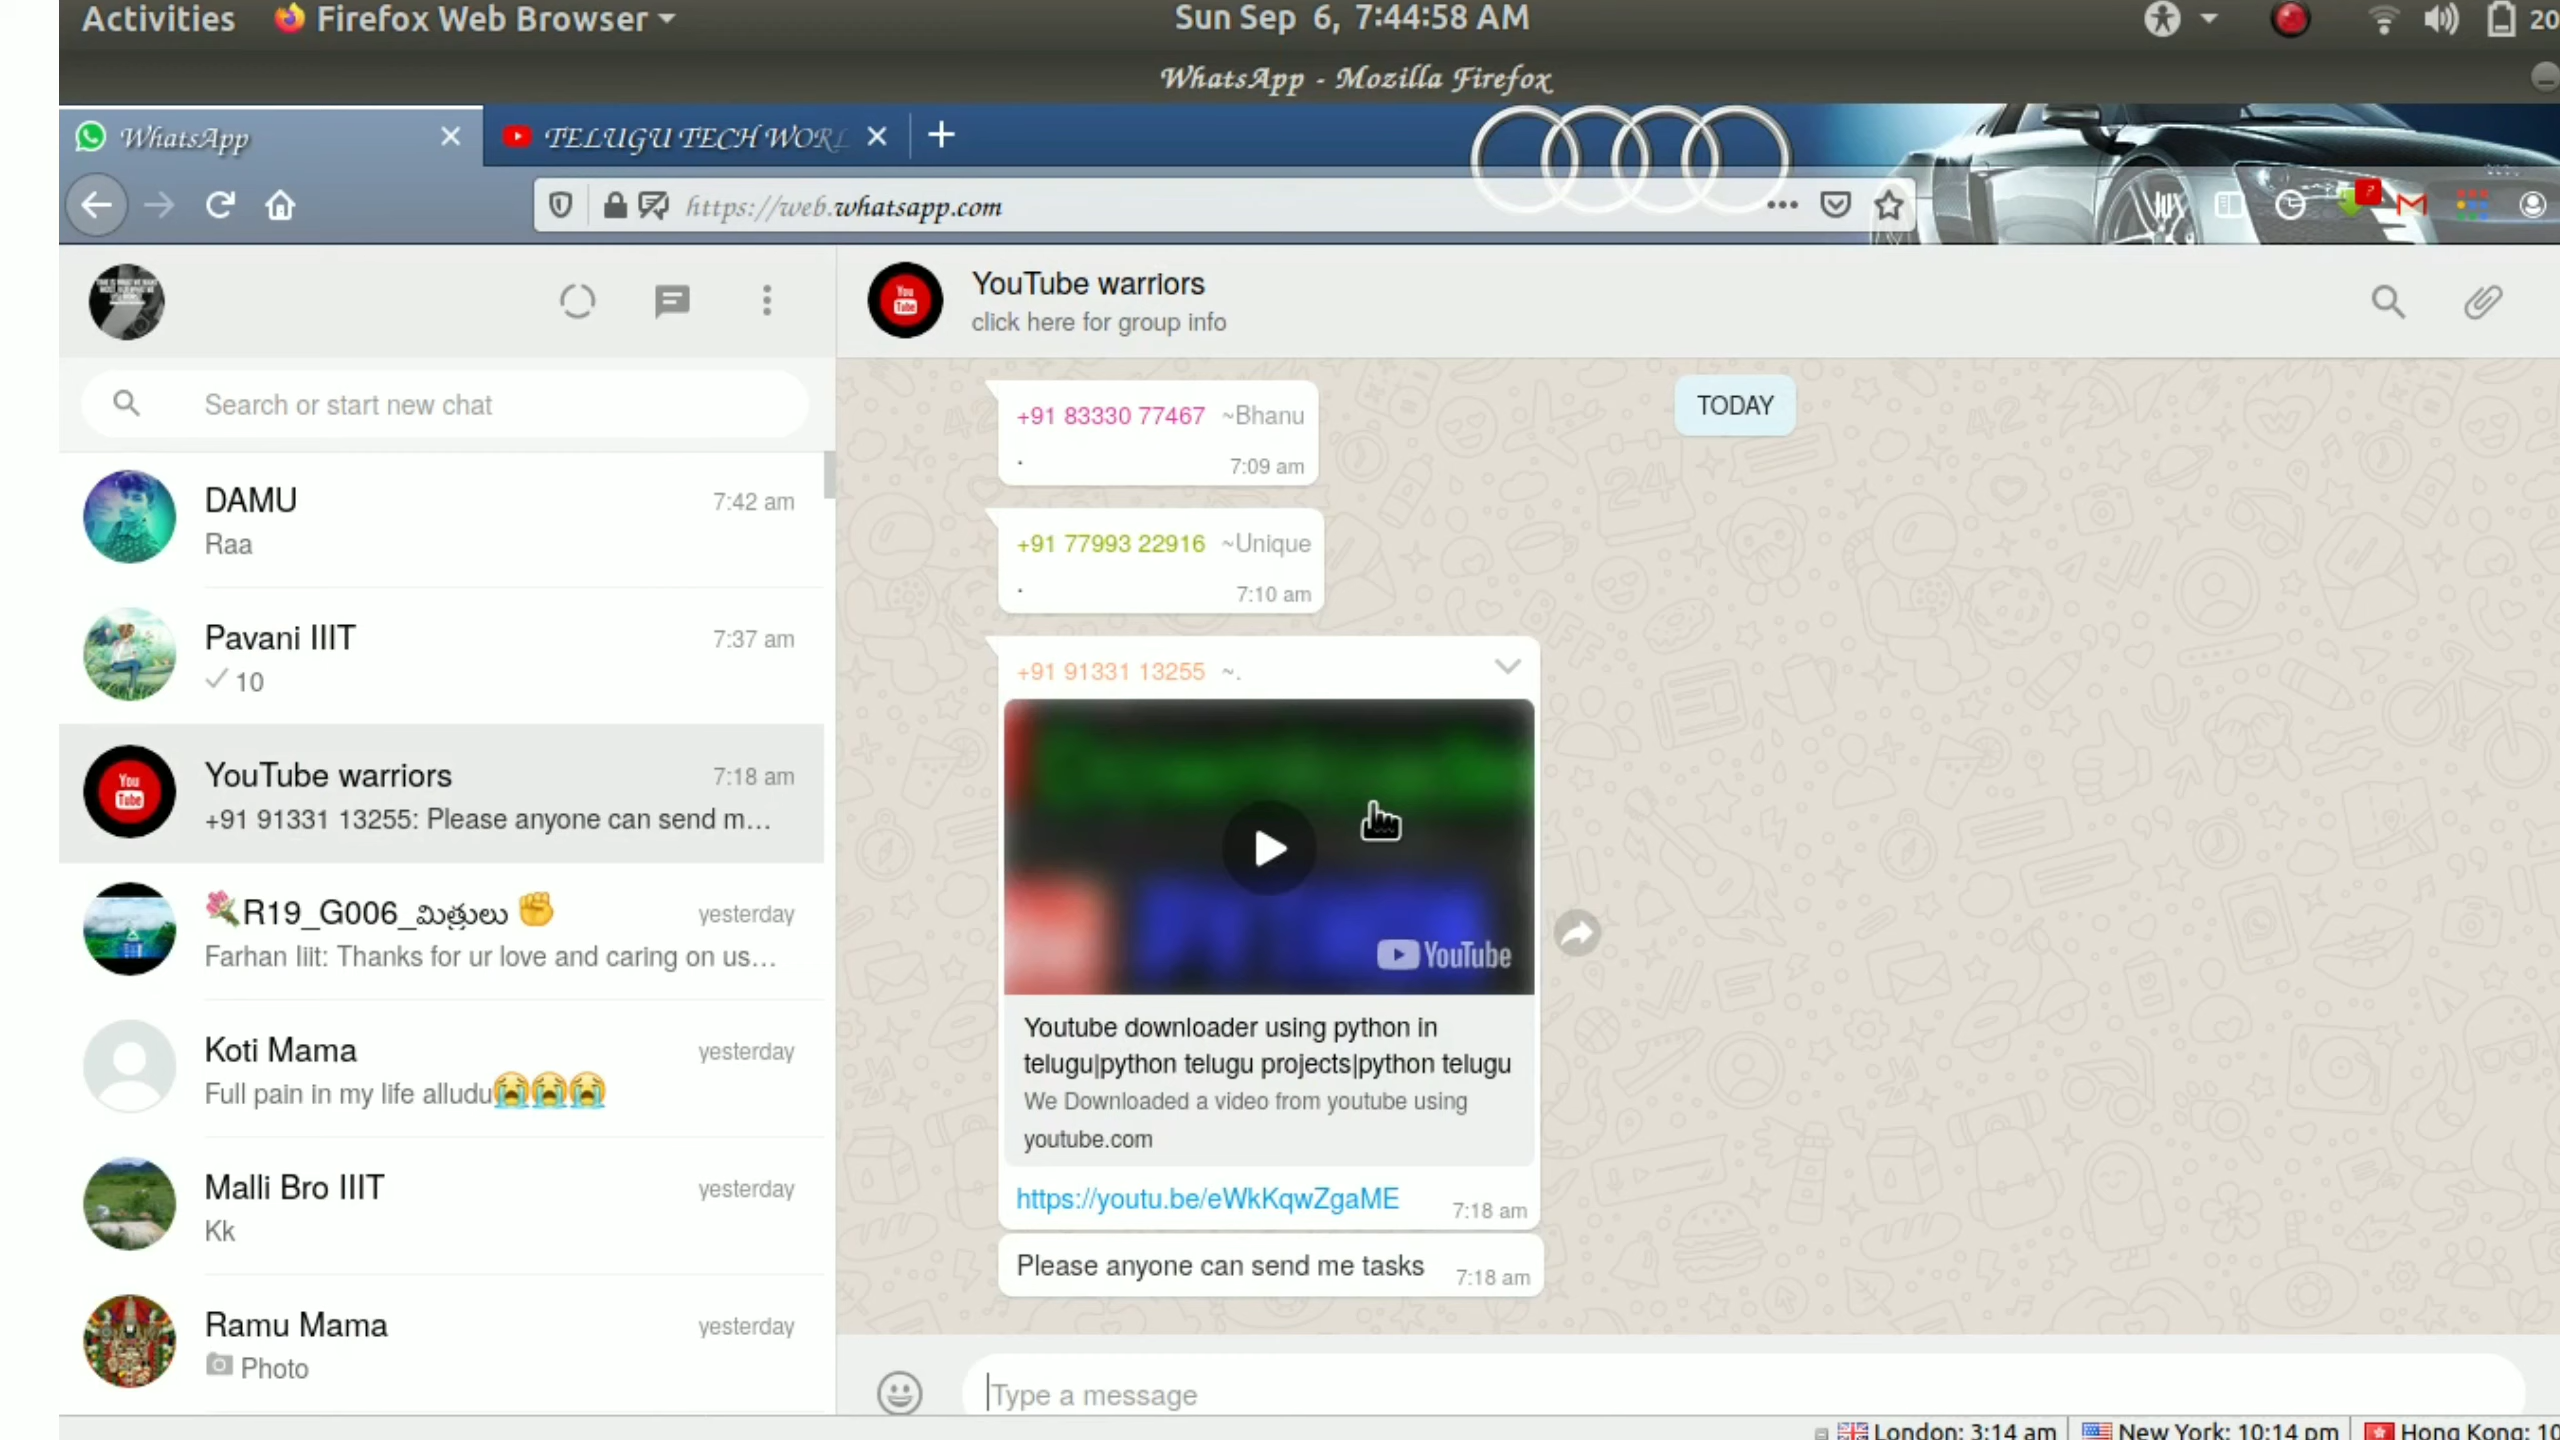 Activities Firefox Web Browser
Sun Sep 6, 7:44:58 AM
20
WhatsApp - Mozilla Firefox
WhatsApp
TELUGU TECH WORL
https://web.whatsapp.com
YouTube warriors
click here for group info
Search or start new chat
DAMU 7:42 am
Raa
Pavani IIIT 7:37 am
10
You
Tube
YouTube warriors 7:18 am
+91 91331 13255: Please anyone can send m...
R19_G006_మిత్రులు yesterday
Farhan Iiit: Thanks for ur love and caring on us...
Koti Mama yesterday
Full pain in my life alludu😭😭😭
Malli Bro IIIT yesterday
Kk
Ramu Mama yesterday
Photo
TODAY
+91 83330 77467 ~Bhanu
. 7:09 am
+91 77993 22916 ~Unique
. 7:10 am
+91 91331 13255 ~.
YouTube
Youtube downloader using python in
telugu|python telugu projects|python telugu
We Downloaded a video from youtube using
youtube.com
https://youtu.be/eWkKqwZgaME 7:18 am
Please anyone can send me tasks 7:18 am
Type a message
London: 3:14 am New York: 10:14 pm Hong Kong: 10